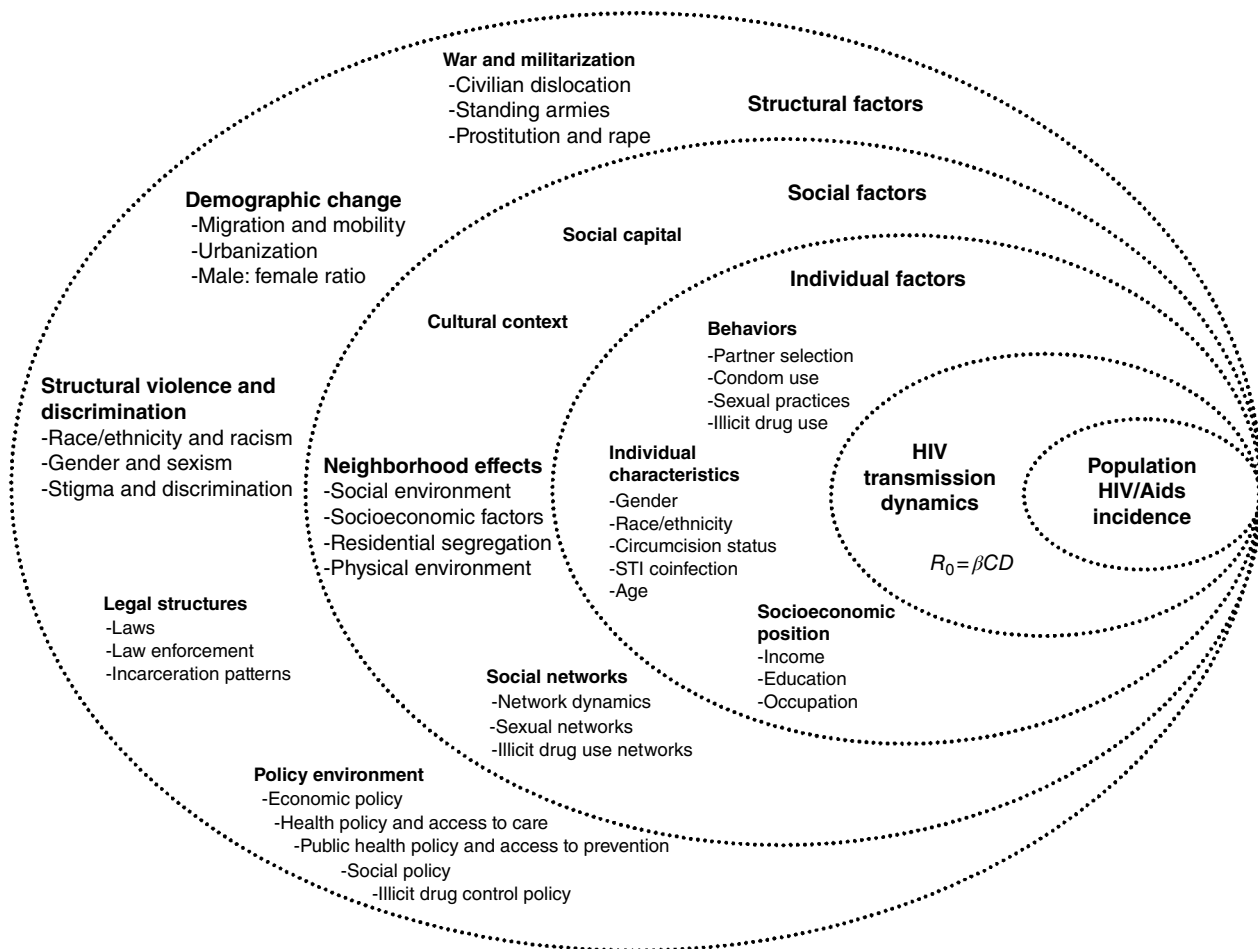 War and militarization
-Civilian dislocation
-Standing armies
-Prostitution and rape
Structural factors
Demographic change
-Migration and mobility
-Urbanization
-Male: female ratio
Social factors
Social capital
Cultural context
Individual factors
Behaviors
-Partner selection
-Condom use
-Sexual practices
-Illicit drug use
Structural violence and
discrimination
-Race/ethnicity and racism
-Gender and sexism
-Stigma and discrimination
Neighborhood effects
-Social environment
-Socioeconomic factors
-Residential segregation
-Physical environment
Individual
characteristics
-Gender
-Race/ethnicity
-Circumcision status
-STI coinfection
-Age
HIV
transmission
dynamics
R₀ = βCD
Population
HIV/Aids
incidence
Legal structures
-Laws
-Law enforcement
-Incarceration patterns
Socioeconomic
position
-Income
-Education
-Occupation
Social networks
-Network dynamics
-Sexual networks
-Illicit drug use networks
Policy environment
-Economic policy
-Health policy and access to care
-Public health policy and access to prevention
-Social policy
-Illicit drug control policy